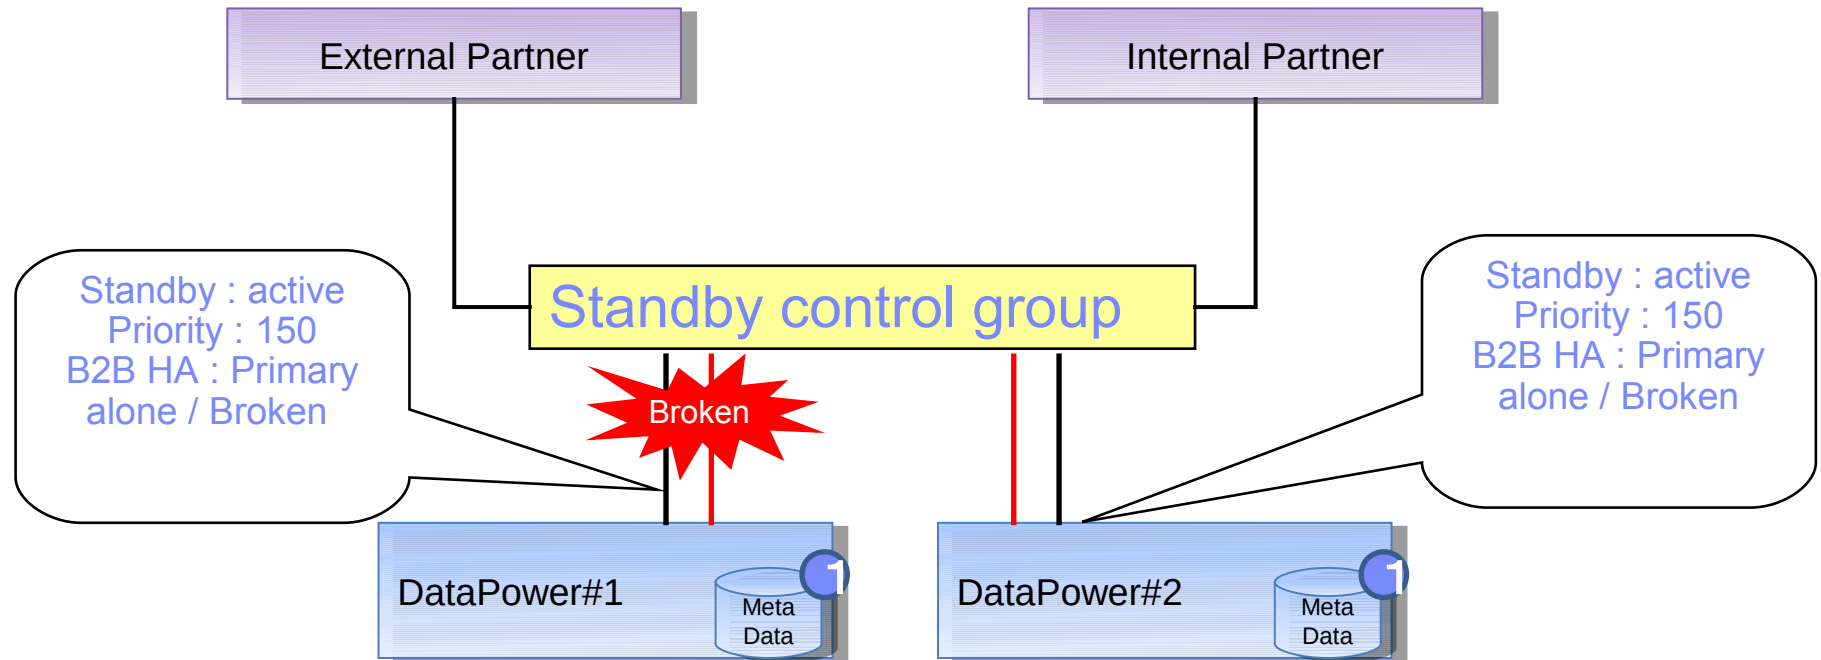 External Partner
Internal Partner
Standby : active
Priority : 150
B2B HA : Primary
alone / Broken
Standby control group
Standby : active
Priority : 150
B2B HA : Primary
alone / Broken
Broken
DataPower#1
Meta
Data
1
DataPower#2
Meta
Data
1